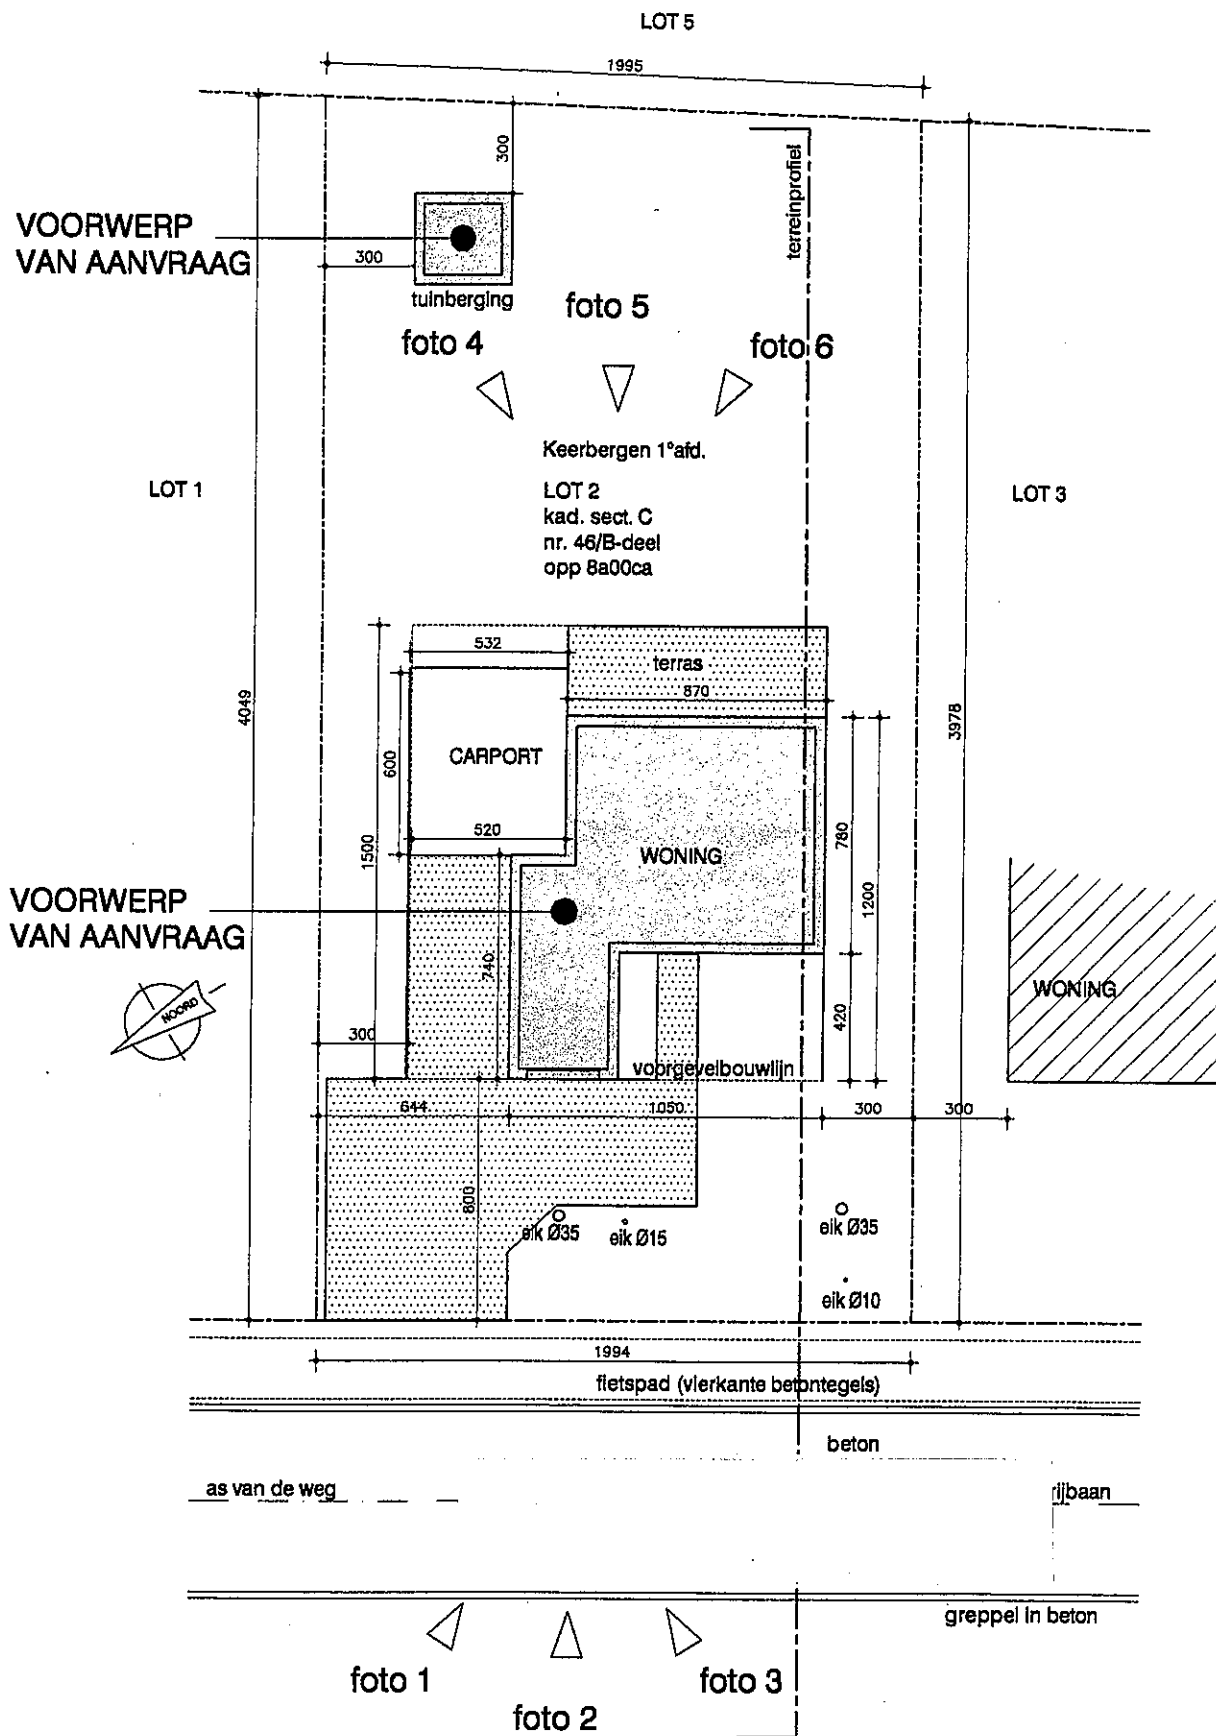 LOT 5
1995
300
terreinprofiel
VOORWERP
VAN AANVRAAG
300
tuinberging
foto 4
foto 5
foto 6
Keerbergen 1°afd.
LOT 2
kad. sect. C
nr. 46/B-deel
opp 8a00ca
LOT 1
LOT 3
4049
3978
532
terras
870
CARPORT
600
520
1500
WONING
780
1200
VOORWERP
VAN AANVRAAG
740
420
NOORD
300
WONING
voorgevelbouwlijn
644
1050
300
300
800
eik Ø35
eik Ø15
eik Ø35
eik Ø10
1994
fietspad (vierkante betontegels)
beton
as van de weg
rijbaan
greppel in beton
foto 1
foto 2
foto 3